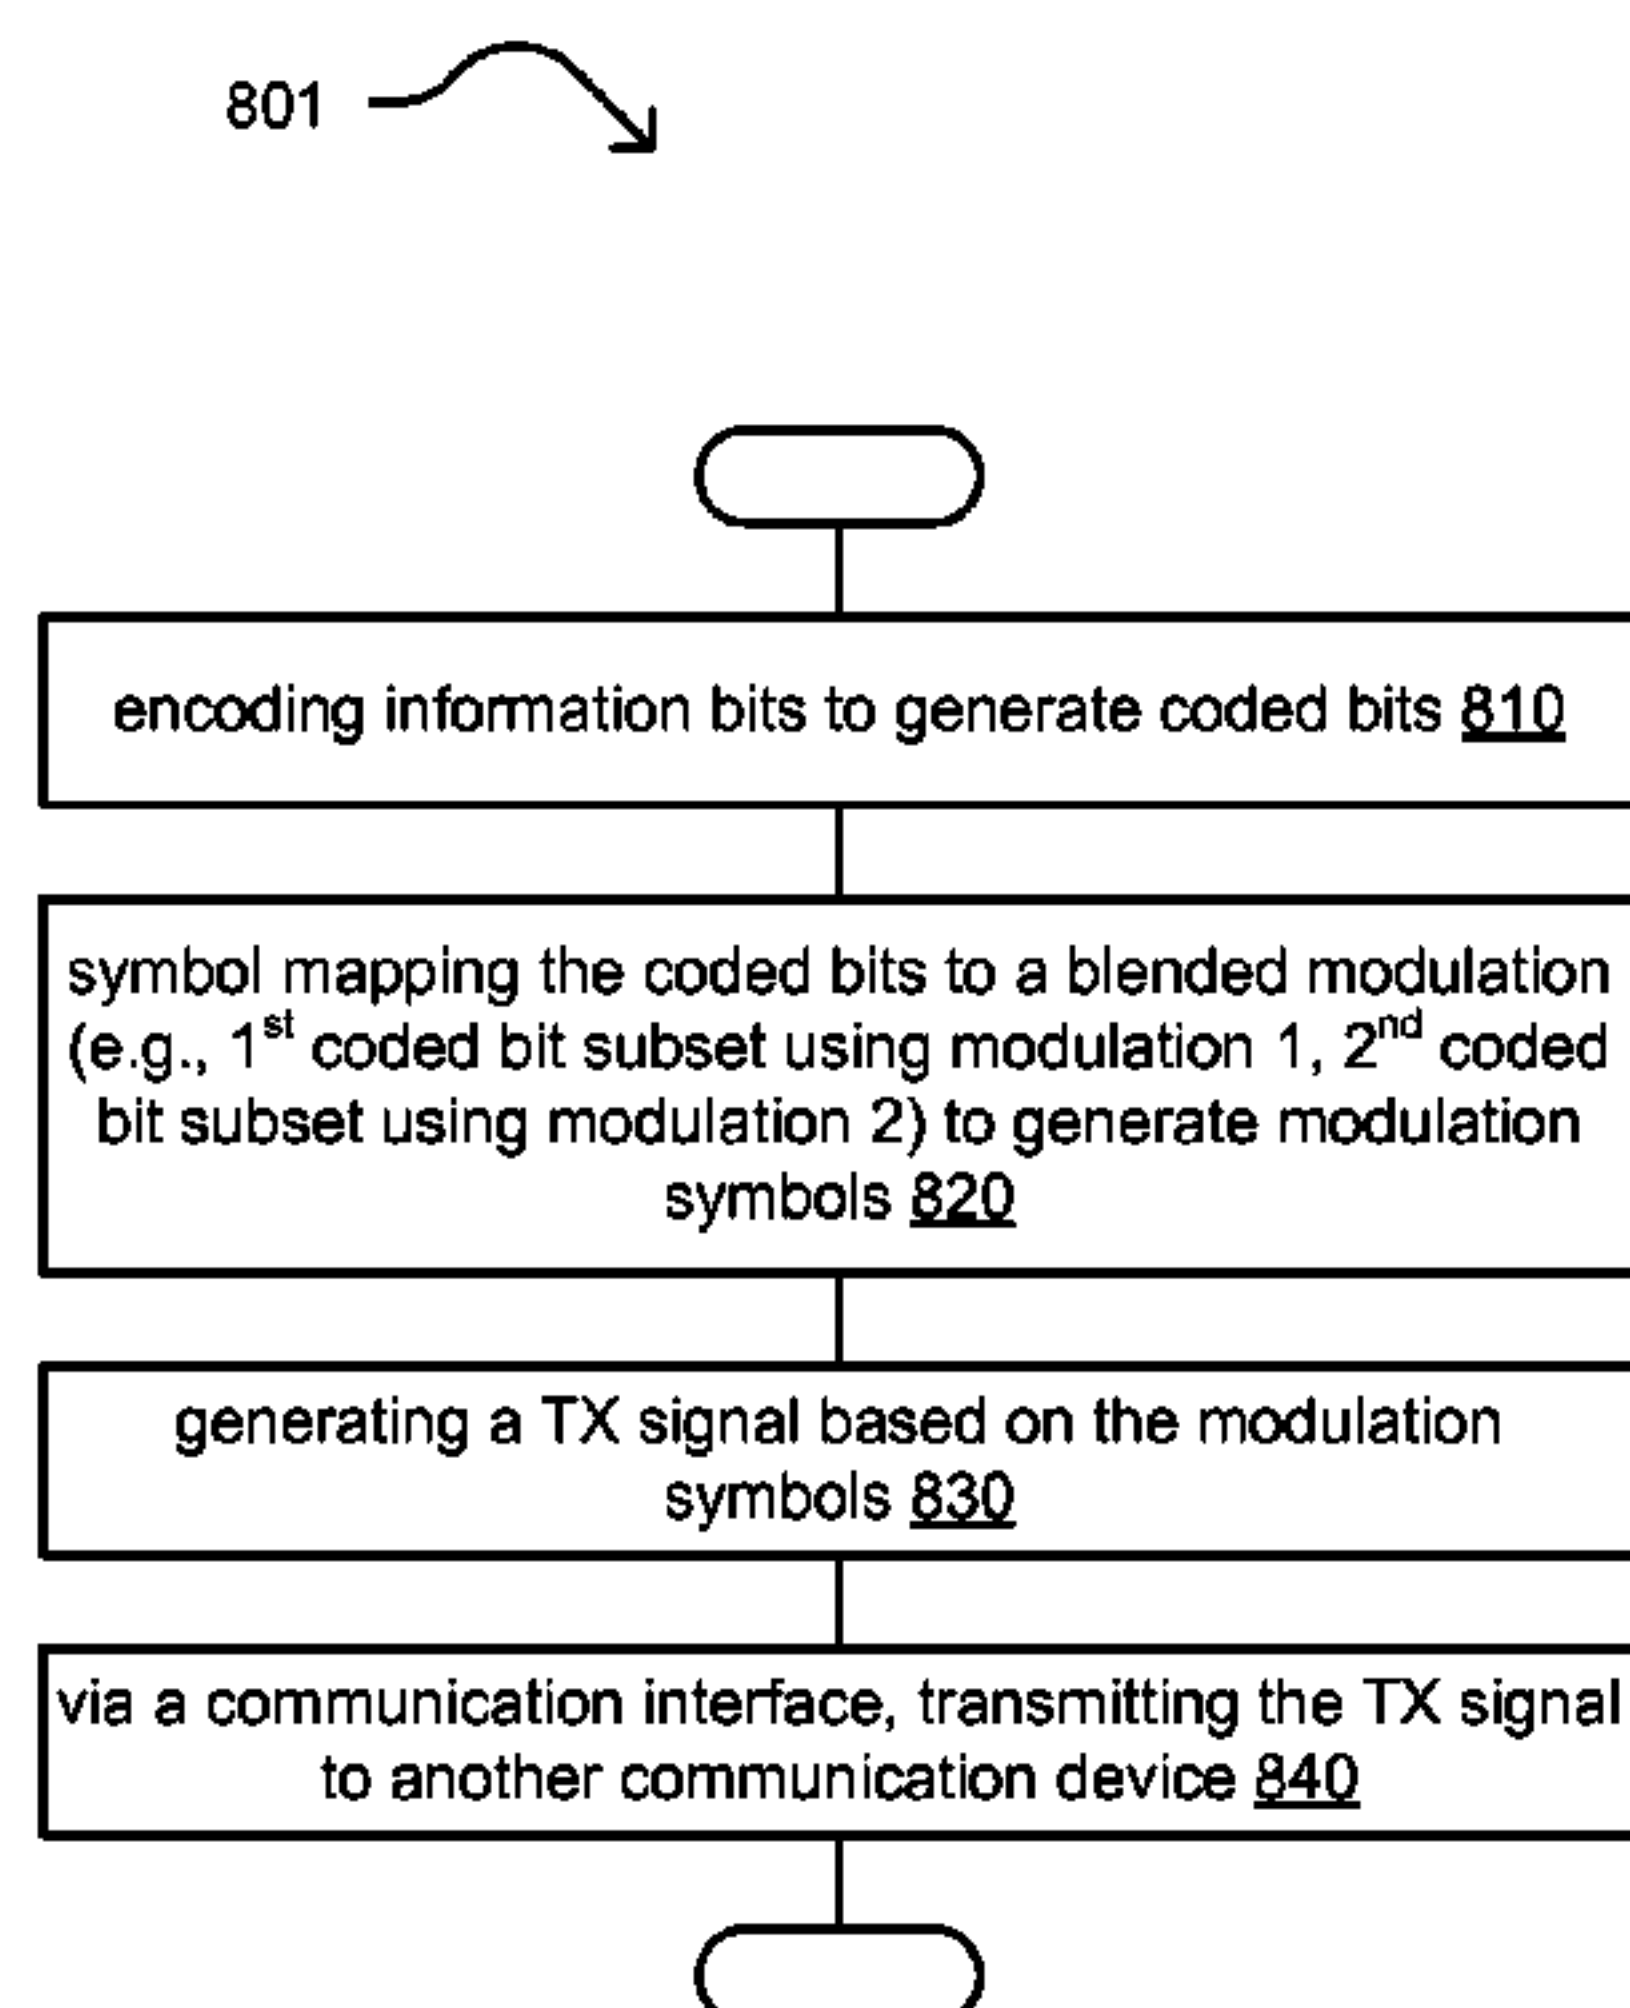 801
encoding information bits to generate coded bits 810
symbol mapping the coded bits to a blended modulation
(e.g., 1st coded bit subset using modulation 1, 2nd coded
bit subset using modulation 2) to generate modulation
symbols 820
generating a TX signal based on the modulation
symbols 830
via a communication interface, transmitting the TX signal
to another communication device 840